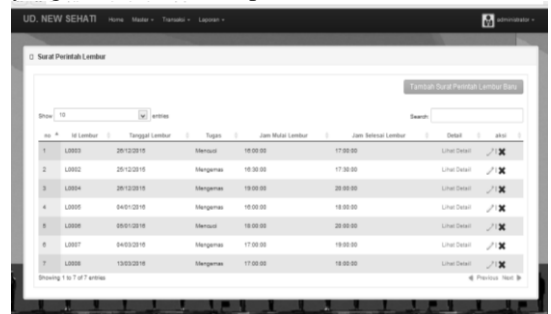 UD. NEW SEHATI Home Master Transaksi Laporan administrator
Surat Perintah Lembur
Tambah Surat Perintah Lembur Baru
Show 10 entries Search:
no Id Lembur Tanggal Lembur Tugas Jam Mulai Lembur Jam Selesai Lembur Detail aksi
1 L0003 26/12/2015 Mencuci 16:00:00 17:00:00 Lihat Detail
2 L0002 25/12/2015 Mengemas 16:30:00 17:30:00 Lihat Detail
3 L0004 26/12/2015 Mengemas 19:00:00 20:00:00 Lihat Detail
4 L0005 04/01/2016 Mengemas 16:00:00 18:00:00 Lihat Detail
5 L0006 Mencuci 18:00:00 20:00:00 Lihat Detail
6 L0007 04/03/2016 Mengemas 17:00:00 19:00:00 Lihat Detail
7 L0008 13/03/2016 Mengemas 17:00:00 19:00:00 Lihat Detail
Showing 1 to 7 of 7 entries Previous Next